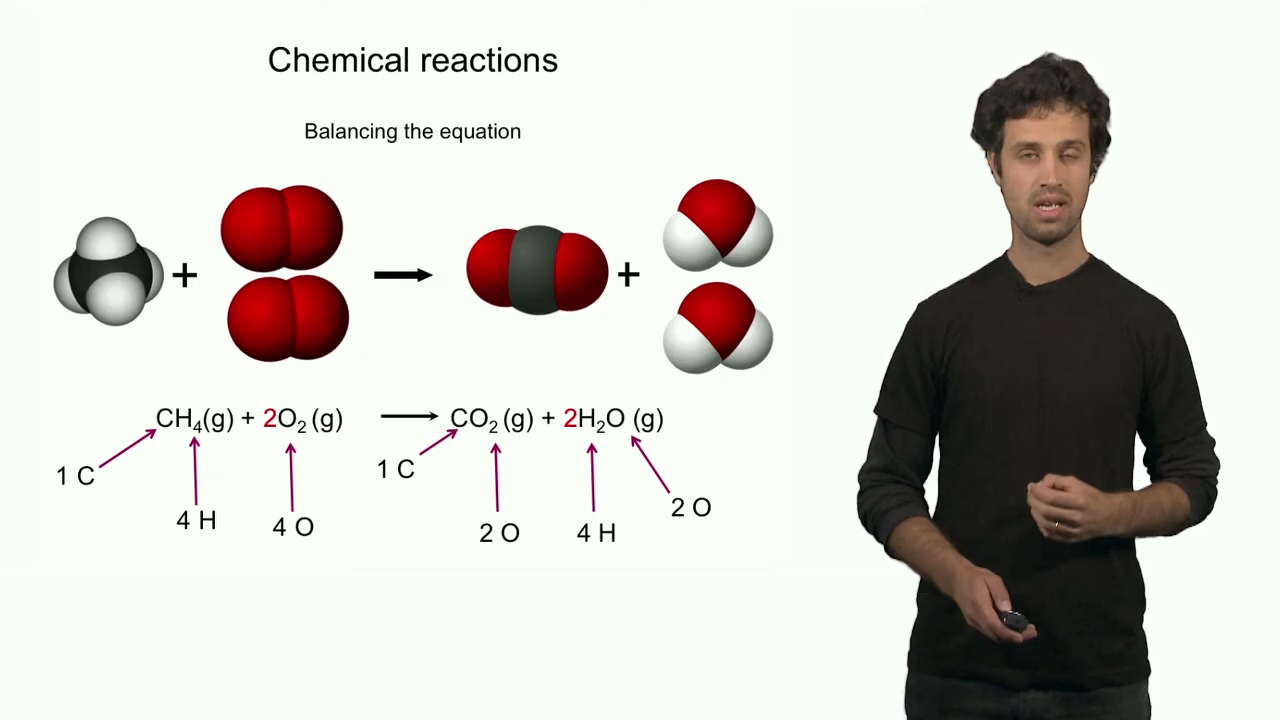 Chemical reactions
Balancing the equation
+
+
CH₄(g) + 2O₂ (g) → CO₂ (g) + 2H₂O (g)
1 C
4 H
4 O
1 C
2 O
4 H
2 O